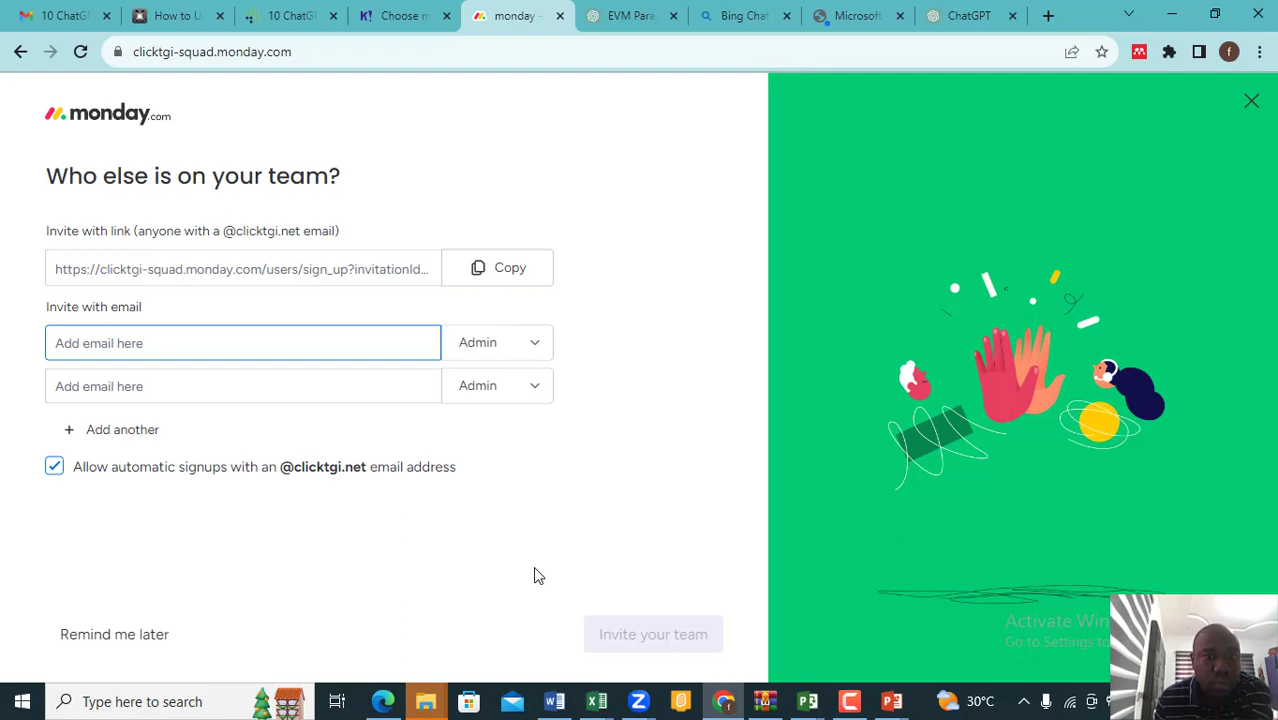 10 ChatG
How to U
10 ChatG
Choose m
monday -
EVM Para
Bing Chat
Microsoft
ChatGPT
clicktgi-squad.monday.com
f
monday.com
Who else is on your team?
Invite with link (anyone with a @clicktgi.net email)
https://clicktgi-squad.monday.com/users/sign_up?invitationId...
Copy
Invite with email
Add email here
Admin
Add email here
Admin
+ Add another
Allow automatic signups with an @clicktgi.net email address
Remind me later
Invite your team
Activate Win
Go to Settings to
Type here to search
30°C